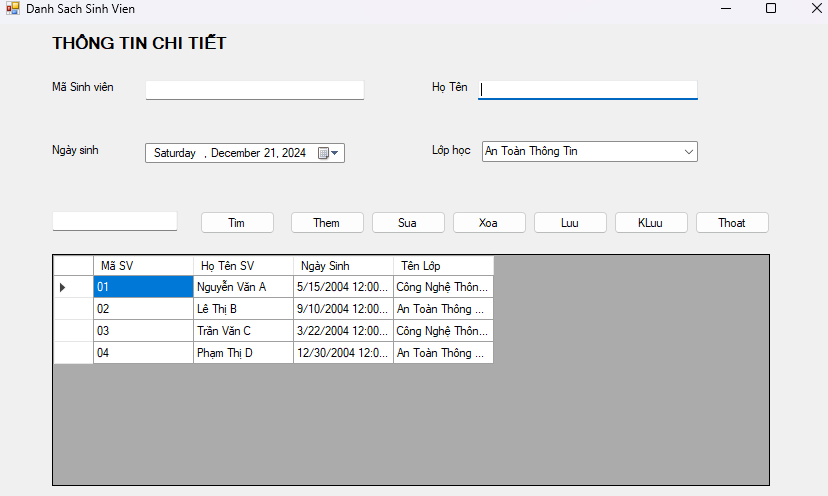 Danh Sach Sinh Vien
THÔNG TIN CHI TIẾT
Mã Sinh viên Họ Tên
Ngày sinh Saturday , December 21, 2024 Lớp học An Toàn Thông Tin
Tim Them Sua Xoa Luu KLuu Thoat
Mã SV Họ Tên SV Ngày Sinh Tên Lớp
01 Nguyễn Văn A 5/15/2004 12:00... Công Nghệ Thôn...
02 Lê Thị B 9/10/2004 12:00... An Toàn Thông ...
03 Trần Văn C 3/22/2004 12:00... Công Nghệ Thôn...
04 Phạm Thị D 12/30/2004 12:0... An Toàn Thông ...